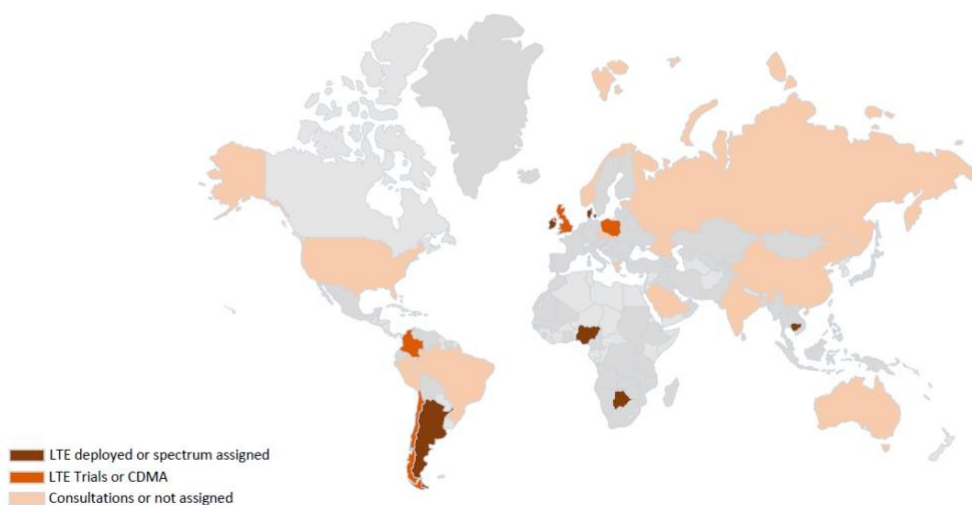 LTE deployed or spectrum assigned
LTE Trials or CDMA
Consultations or not assigned